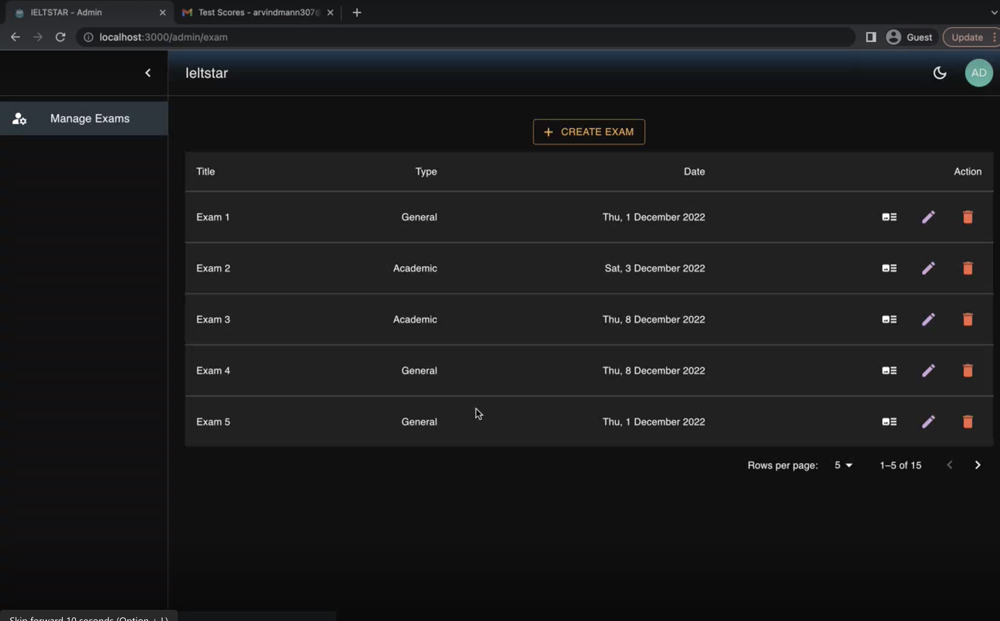 IELTSTAR - Admin
Test Scores - arvindmann307@
localhost:3000/admin/exam
Guest
Update
Ieltstar
AD
Manage Exams
+ CREATE EXAM
Title Type Date Action
Exam 1 General Thu, 1 December 2022
Exam 2 Academic Sat, 3 December 2022
Exam 3 Academic Thu, 8 December 2022
Exam 4 General Thu, 8 December 2022
Exam 5 General Thu, 1 December 2022
Rows per page: 5 1–5 of 15
Skip forward 10 seconds (Option + L)